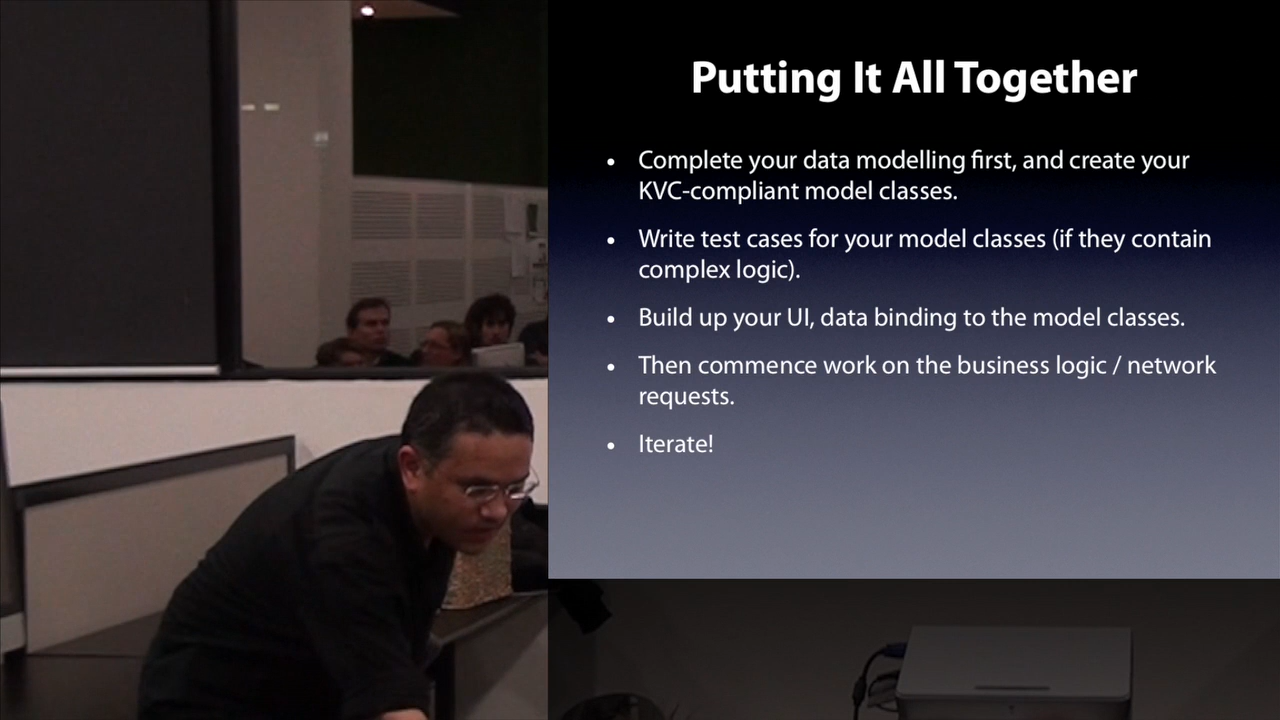 Putting It All Together
• Complete your data modelling first, and create your
KVC-compliant model classes.
• Write test cases for your model classes (if they contain
complex logic).
• Build up your UI, data binding to the model classes.
• Then commence work on the business logic / network
requests.
• Iterate!